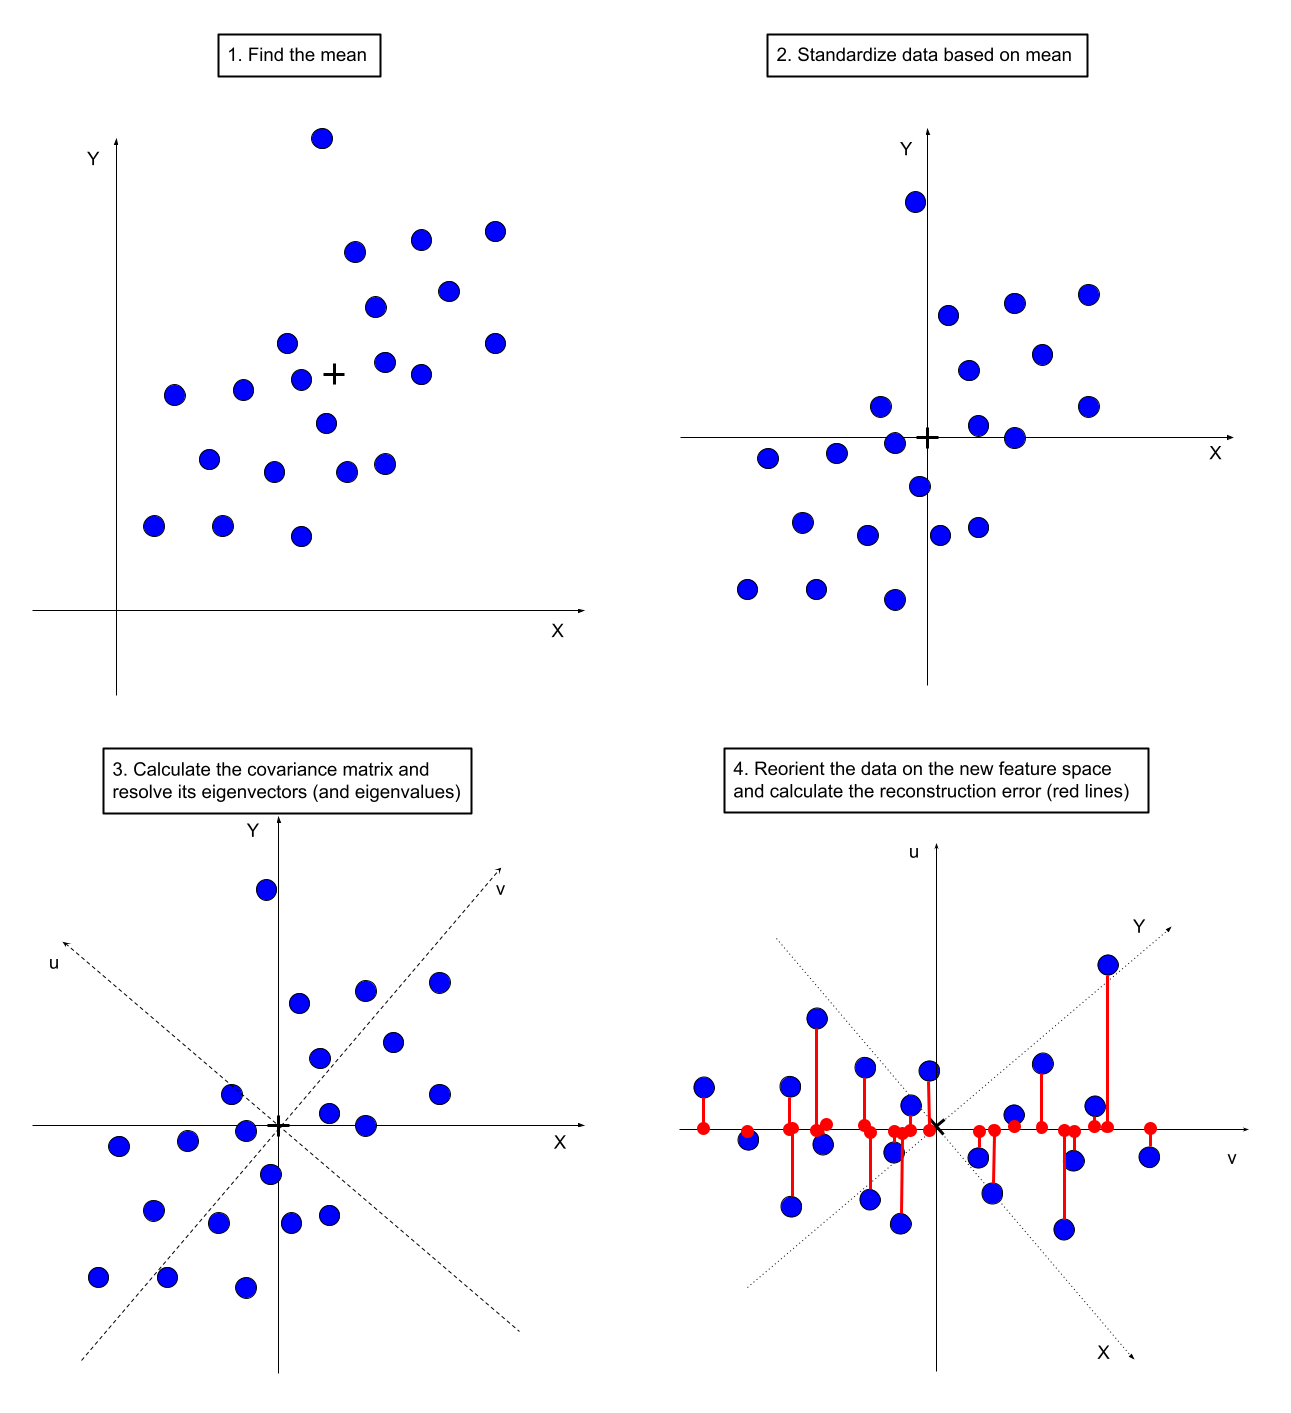 1. Find the mean
2. Standardize data based on mean
Y
X
Y
X
3. Calculate the covariance matrix and
resolve its eigenvectors (and eigenvalues)
4. Reorient the data on the new feature space
and calculate the reconstruction error (red lines)
Y
v
u
X
u
Y
v
X